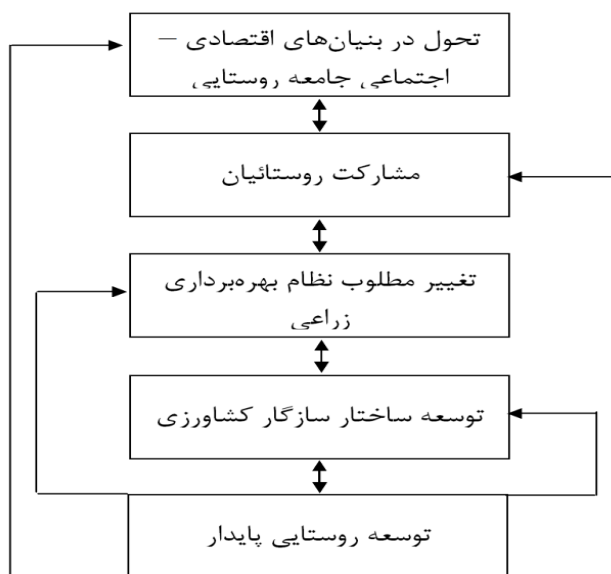 تحول در بنیان‌های اقتصادی –
اجتماعی جامعه روستایی
مشارکت روستائیان
تغییر مطلوب نظام بهره‌برداری
زراعی
توسعه ساختار سازگار کشاورزی
توسعه روستایی پایدار